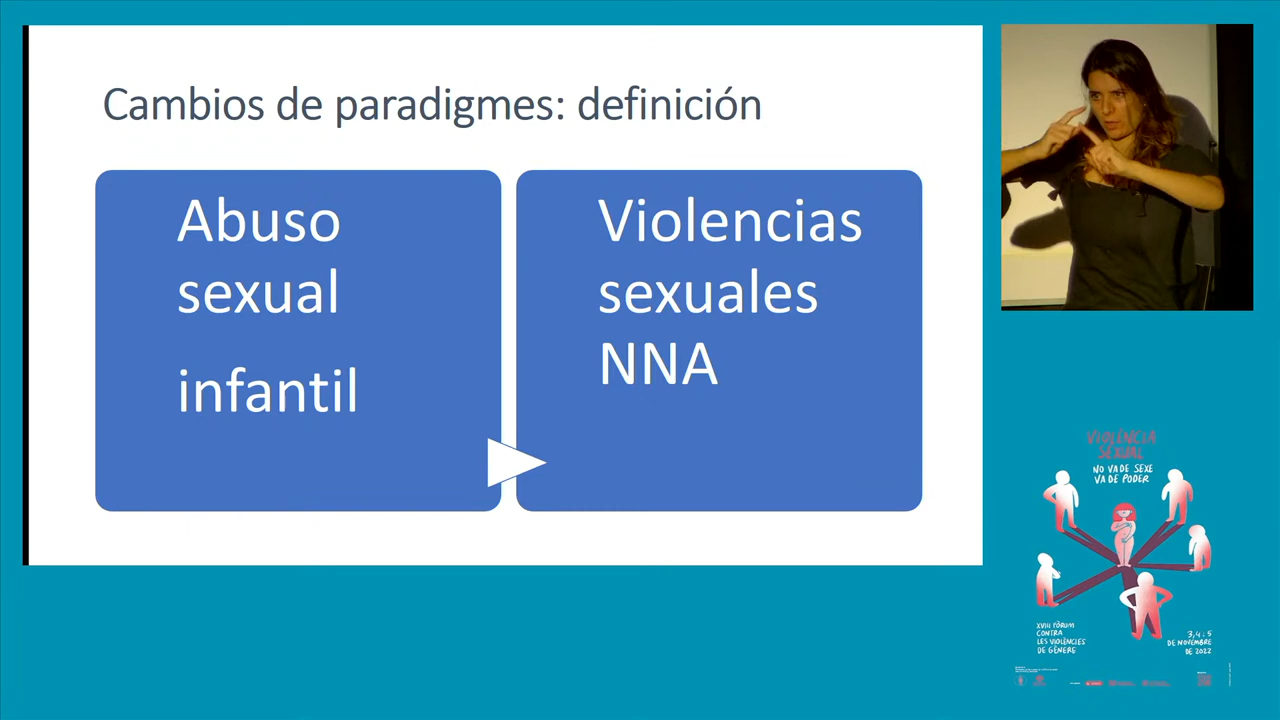 Cambios de paradigmes: definición
Abuso
sexual
infantil
Violencias
sexuales
NNA
VIOLÈNCIA
SEXUAL
NO VA DE SEXE
VA DE PODER
XVIII FÒRUM
CONTRA
LES VIOLÈNCIES
DE GÈNERE
3, 4 i 5
DE NOVEMBRE
DE 2022